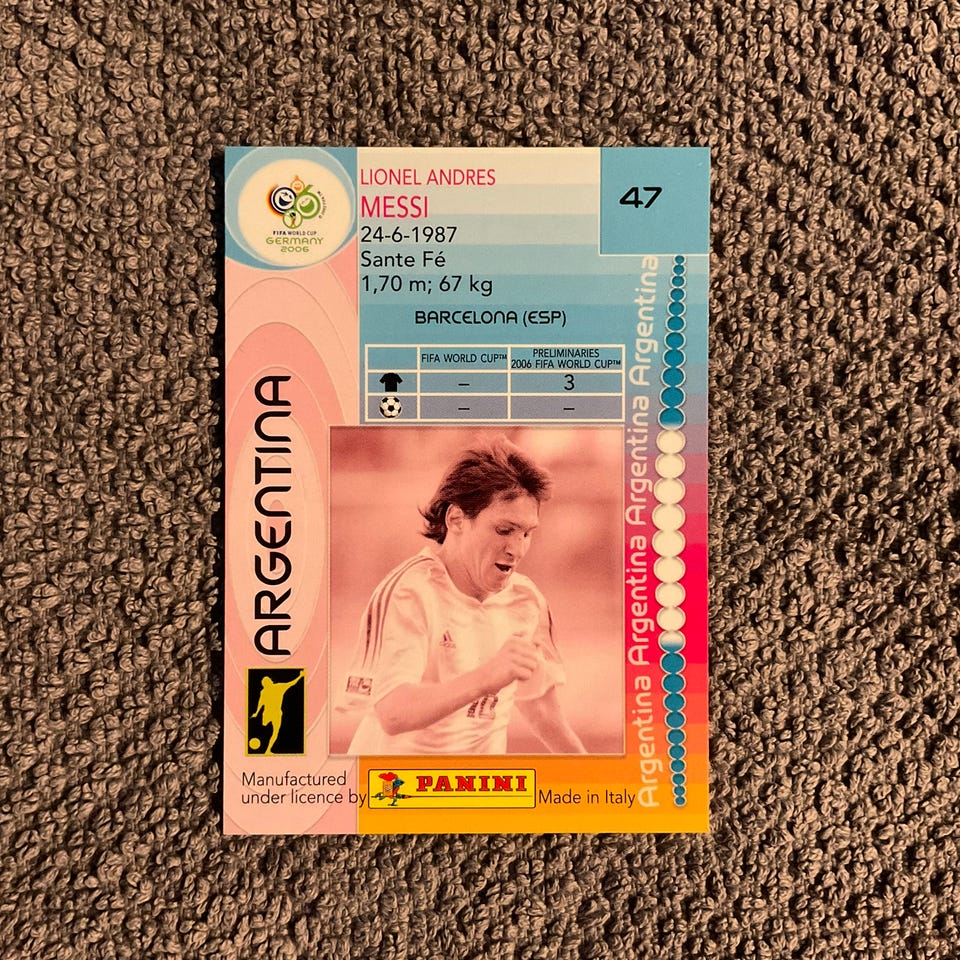 FIFA WORLD CUP
GERMANY
2006
LIONEL ANDRES
MESSI
24-6-1987
Sante Fé
1,70 m; 67 kg
47
BARCELONA (ESP)
FIFA WORLD CUP™
PRELIMINARIES
2006 FIFA WORLD CUP™
– 3
– –
ARGENTINA
Argentina Argentina Argentina Argentina
adidas
10
Manufactured
under licence by
PANINI
Made in Italy